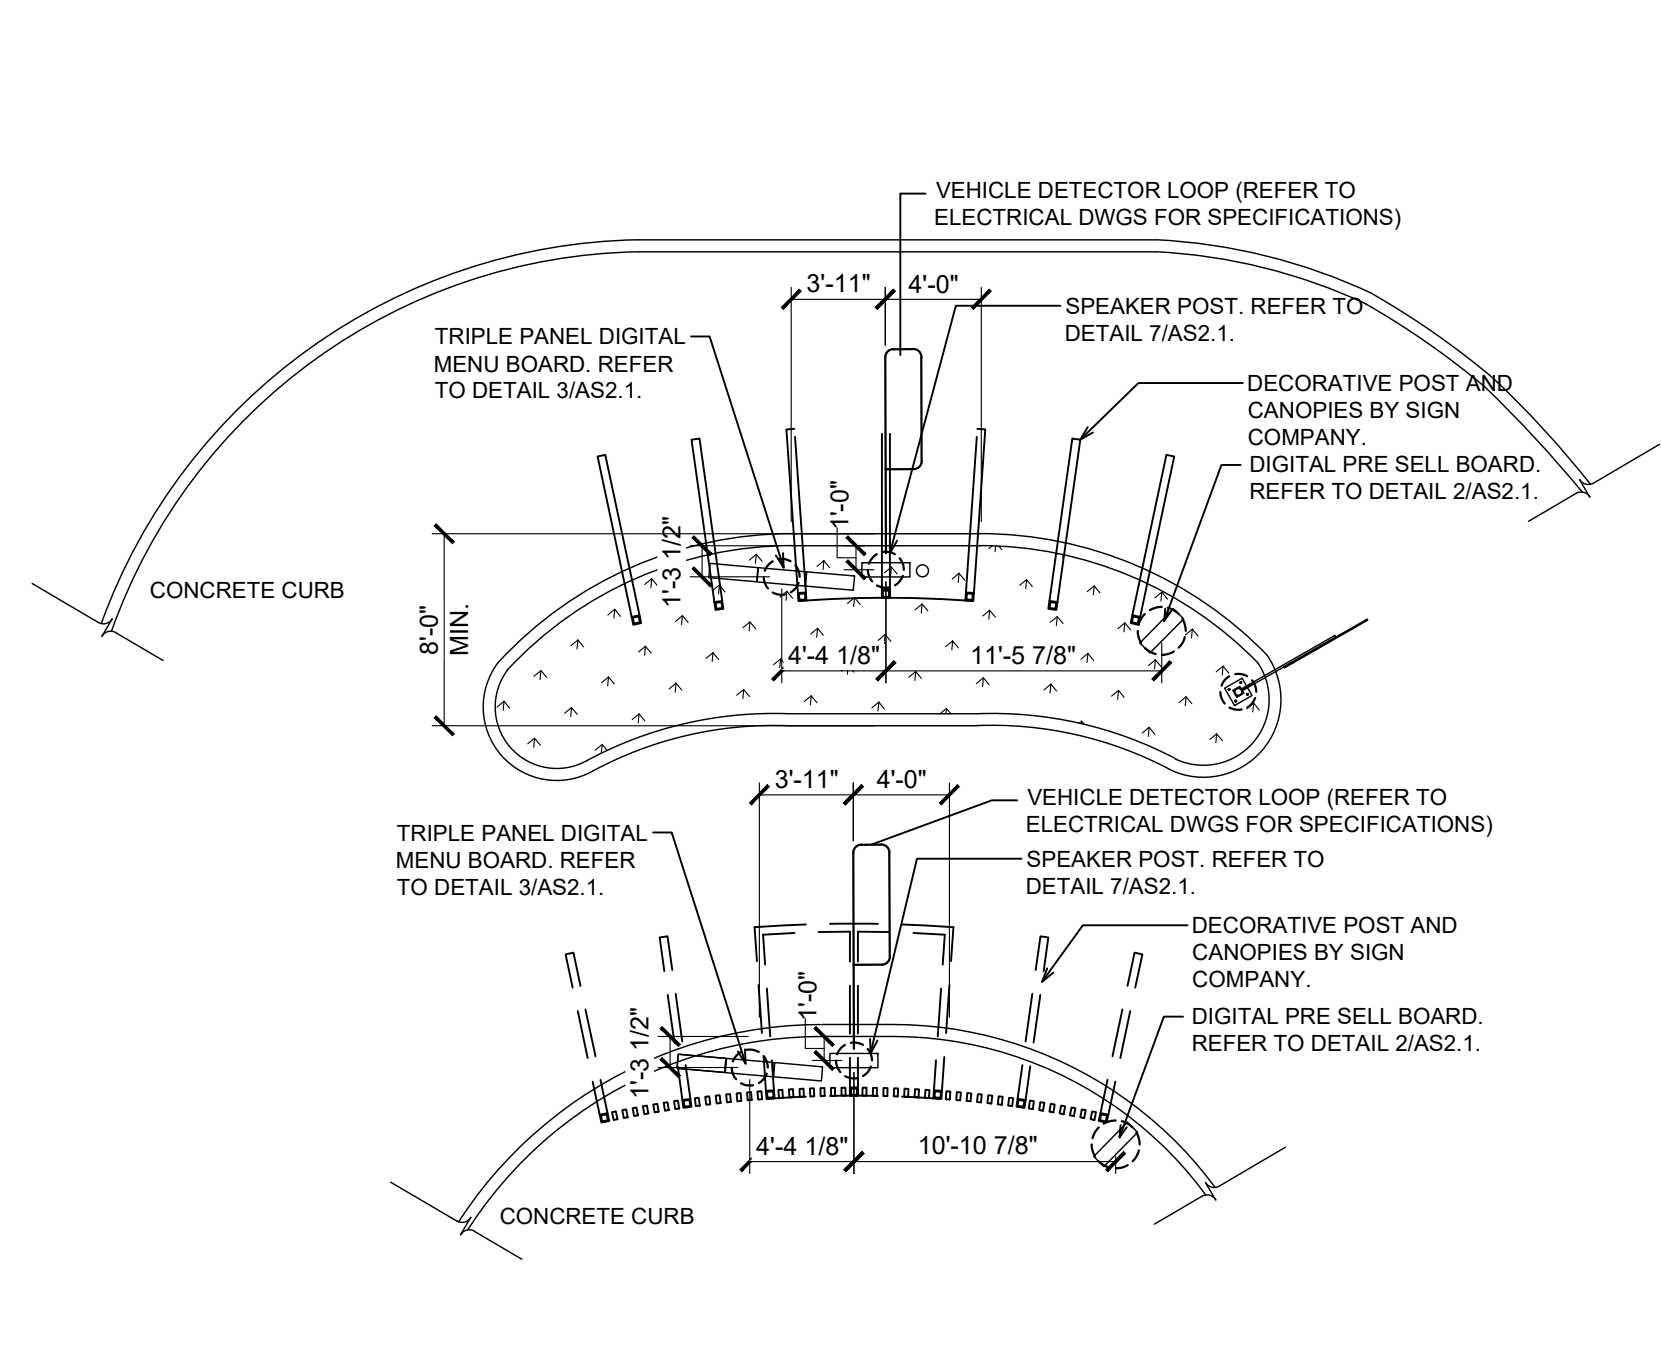 VEHICLE DETECTOR LOOP (REFER TO
ELECTRICAL DWGS FOR SPECIFICATIONS)
3'-11"
4'-0"
SPEAKER POST. REFER TO
DETAIL 7/AS2.1.
TRIPLE PANEL DIGITAL
MENU BOARD. REFER
TO DETAIL 3/AS2.1.
DECORATIVE POST AND
CANOPIES BY SIGN
COMPANY.
DIGITAL PRE SELL BOARD.
REFER TO DETAIL 2/AS2.1.
1'-0"
1'-3 1/2"
CONCRETE CURB
8'-0"
MIN.
4'-4 1/8"
11'-5 7/8"
3'-11"
4'-0"
VEHICLE DETECTOR LOOP (REFER TO
ELECTRICAL DWGS FOR SPECIFICATIONS)
TRIPLE PANEL DIGITAL
MENU BOARD. REFER
TO DETAIL 3/AS2.1.
SPEAKER POST. REFER TO
DETAIL 7/AS2.1.
DECORATIVE POST AND
CANOPIES BY SIGN
COMPANY.
1'-0"
1'-3 1/2"
DIGITAL PRE SELL BOARD.
REFER TO DETAIL 2/AS2.1.
4'-4 1/8"
10'-10 7/8"
CONCRETE CURB